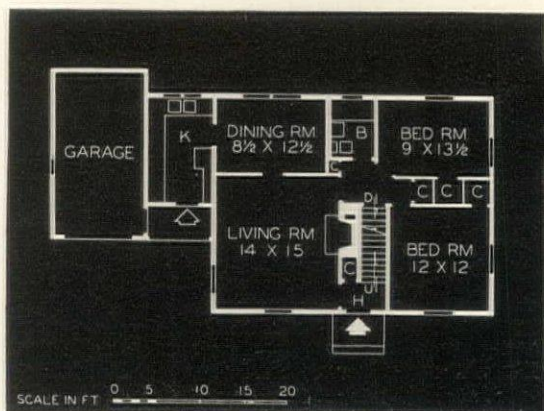 GARAGE
K
DINING RM
8½ X 12½
B
BED RM
9 X 13½
C
C C C
D
LIVING RM
14 X 15
BED RM
12 X 12
C
U
H
SCALE IN FT 0 5 10 15 20